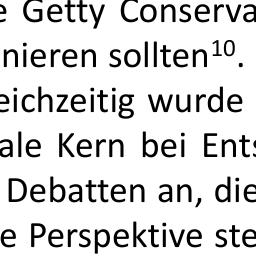 e Getty Conserva
nieren sollten¹⁰.
eichzeitig wurde
ale Kern bei Ents
Debatten an, die
e Perspektive ste